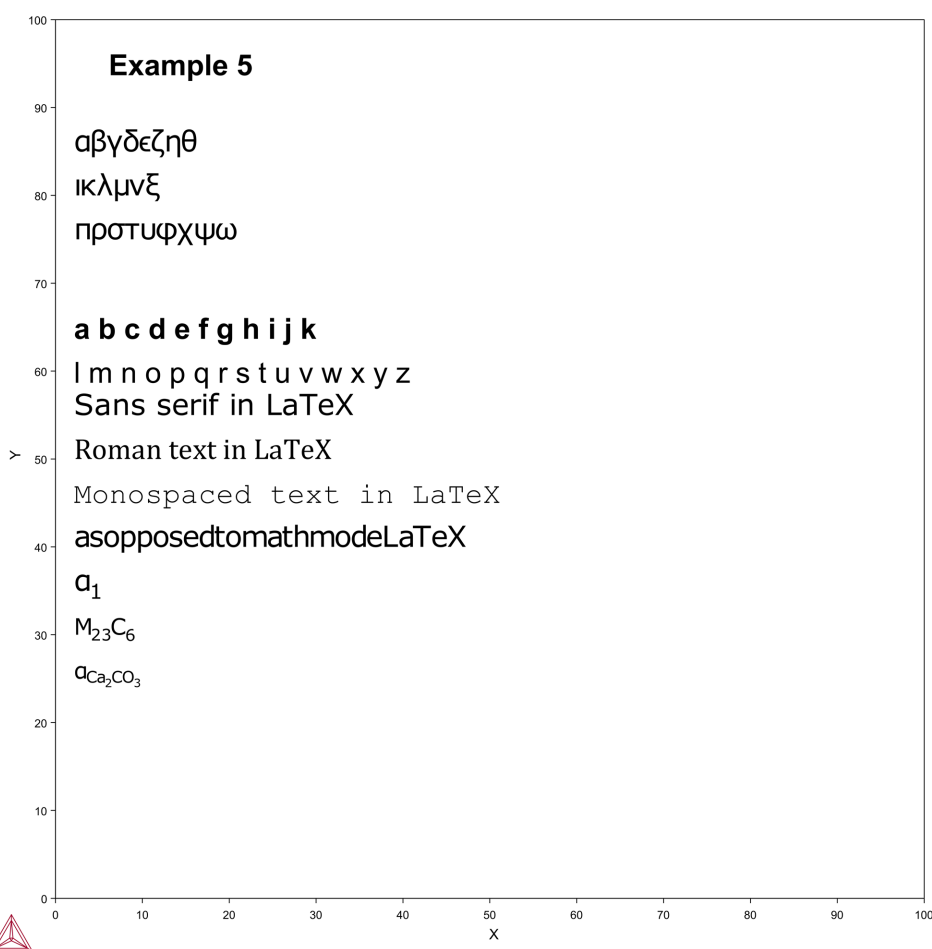 100
Example 5
90
αβγδεζηθ
ικλμνξ
80
πρστυφχψω
70
a b c d e f g h i j k
60
l m n o p q r s t u v w x y z
Sans serif in LaTeX
Roman text in LaTeX
Y
50
Monospaced text in LaTeX
asopposedtomathmodeLaTeX
40
α₁
M₂₃C₆
30
α_{Ca₂CO₃}
20
10
0
0 10 20 30 40 50 60 70 80 90 100
X